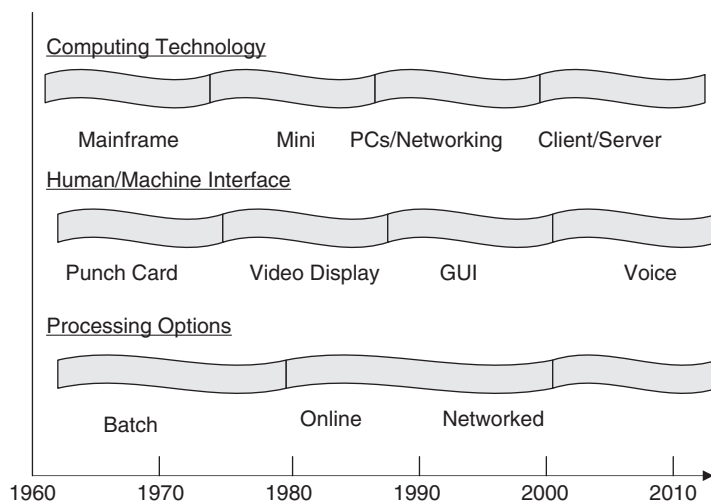 Computing Technology
Mainframe Mini PCs/Networking Client/Server
Human/Machine Interface
Punch Card Video Display GUI Voice
Processing Options
Batch Online Networked
1960 1970 1980 1990 2000 2010